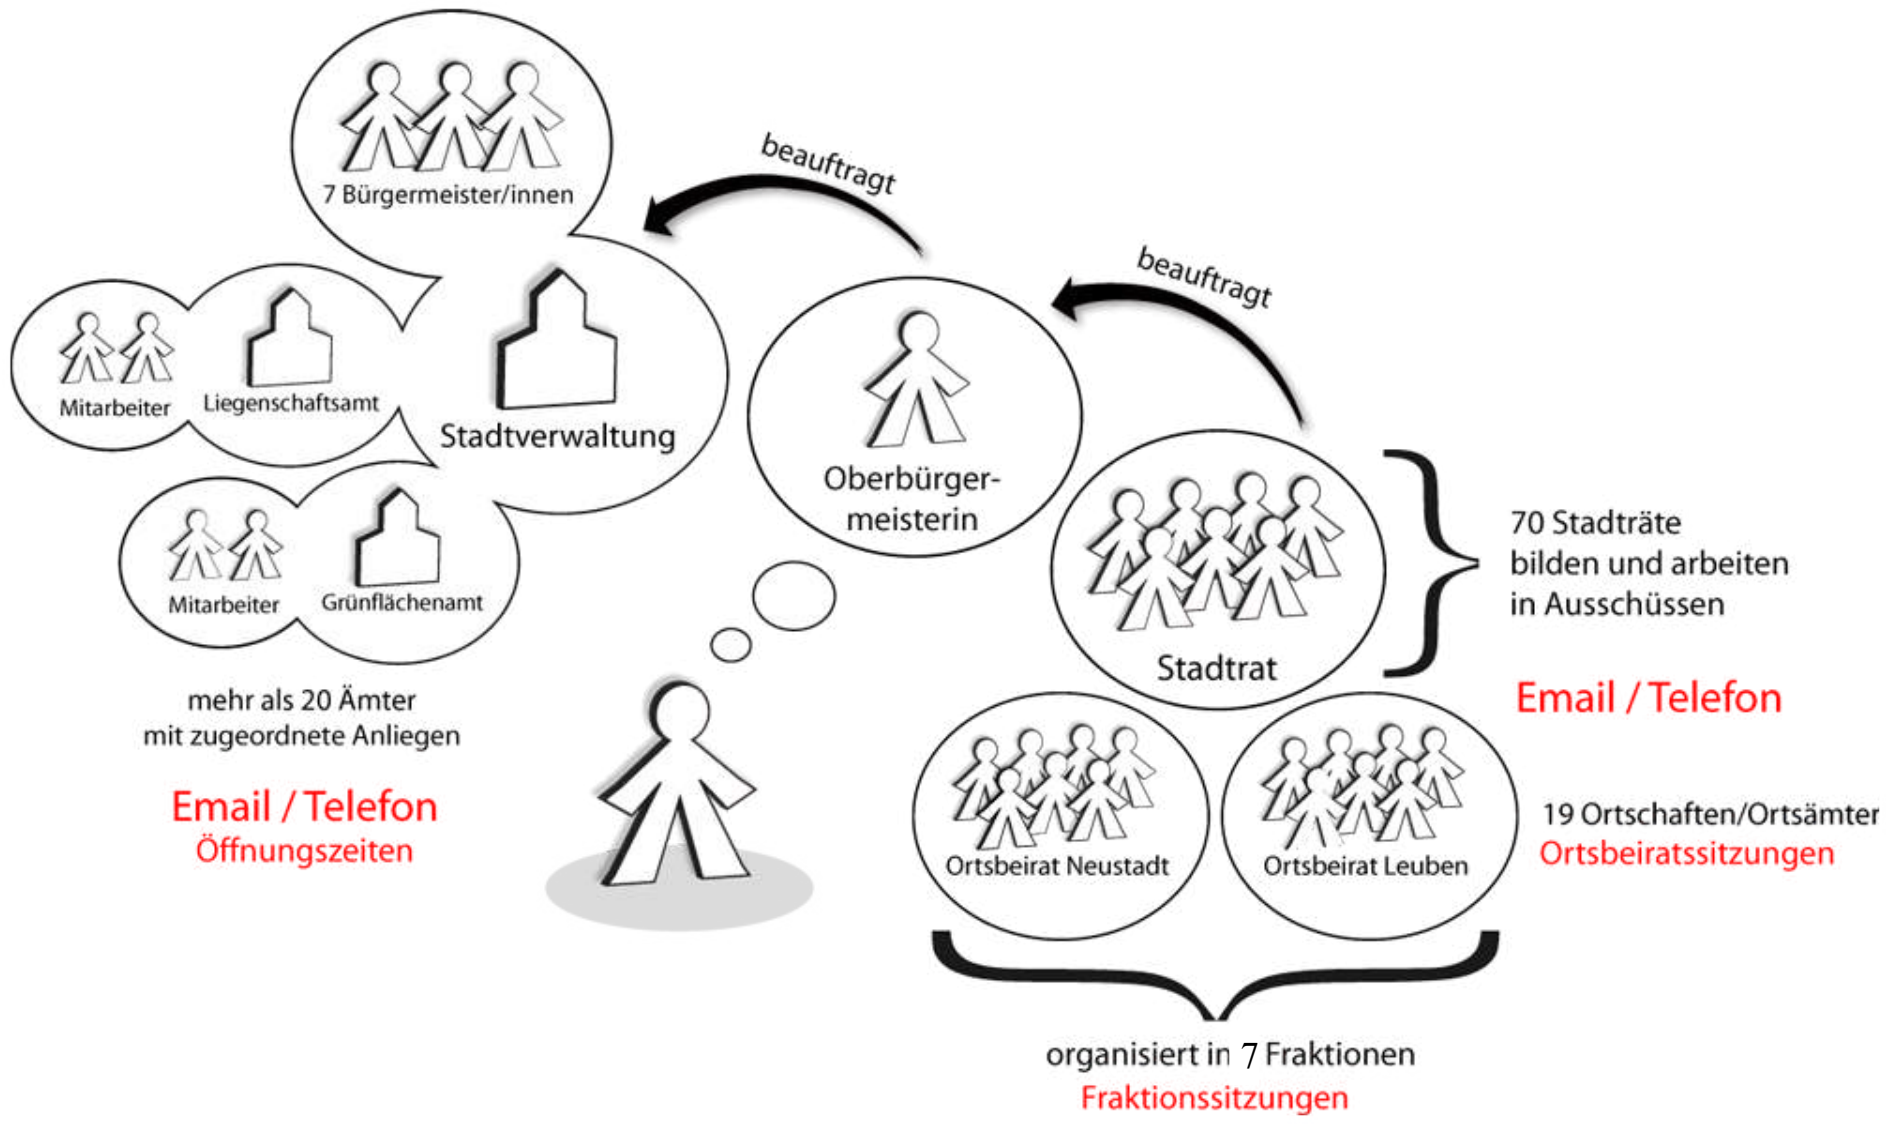 beauftragt
7 Bürgermeister/innen
beauftragt
Mitarbeiter
Liegenschaftsamt
Stadtverwaltung
Oberbürger-
meisterin
70 Stadträte
bilden und arbeiten
in Ausschüssen
Mitarbeiter
Grünflächenamt
Stadtrat
Email / Telefon
mehr als 20 Ämter
mit zugeordnete Anliegen
Email / Telefon
Öffnungszeiten
19 Ortschaften/Ortsämter
Ortsbeiratssitzungen
Ortsbeirat Neustadt
Ortsbeirat Leuben
organisiert in 7 Fraktionen
Fraktionssitzungen